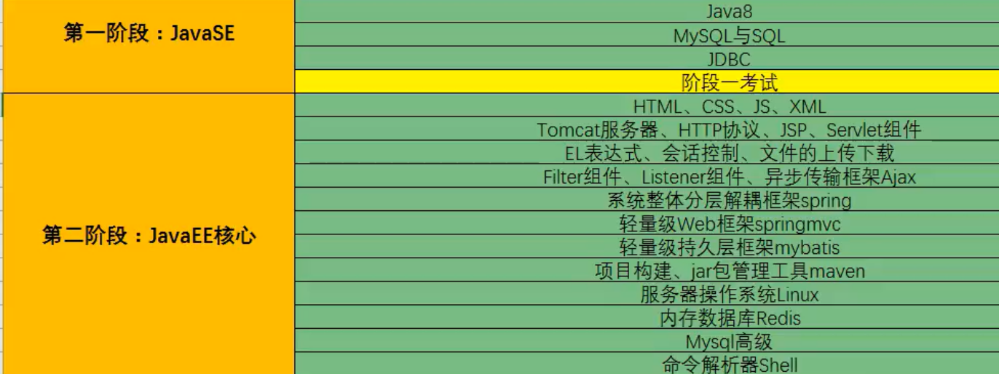 第一阶段：JavaSE
Java8
MySQL与SQL
JDBC
阶段一考试
第二阶段：JavaEE核心
HTML、CSS、JS、XML
Tomcat服务器、HTTP协议、JSP、Servlet组件
EL表达式、会话控制、文件的上传下载
Filter组件、Listener组件、异步传输框架Ajax
系统整体分层解耦框架spring
轻量级Web框架springmvc
轻量级持久层框架mybatis
项目构建、jar包管理工具maven
服务器操作系统Linux
内存数据库Redis
Mysql高级
命令解析器Shell